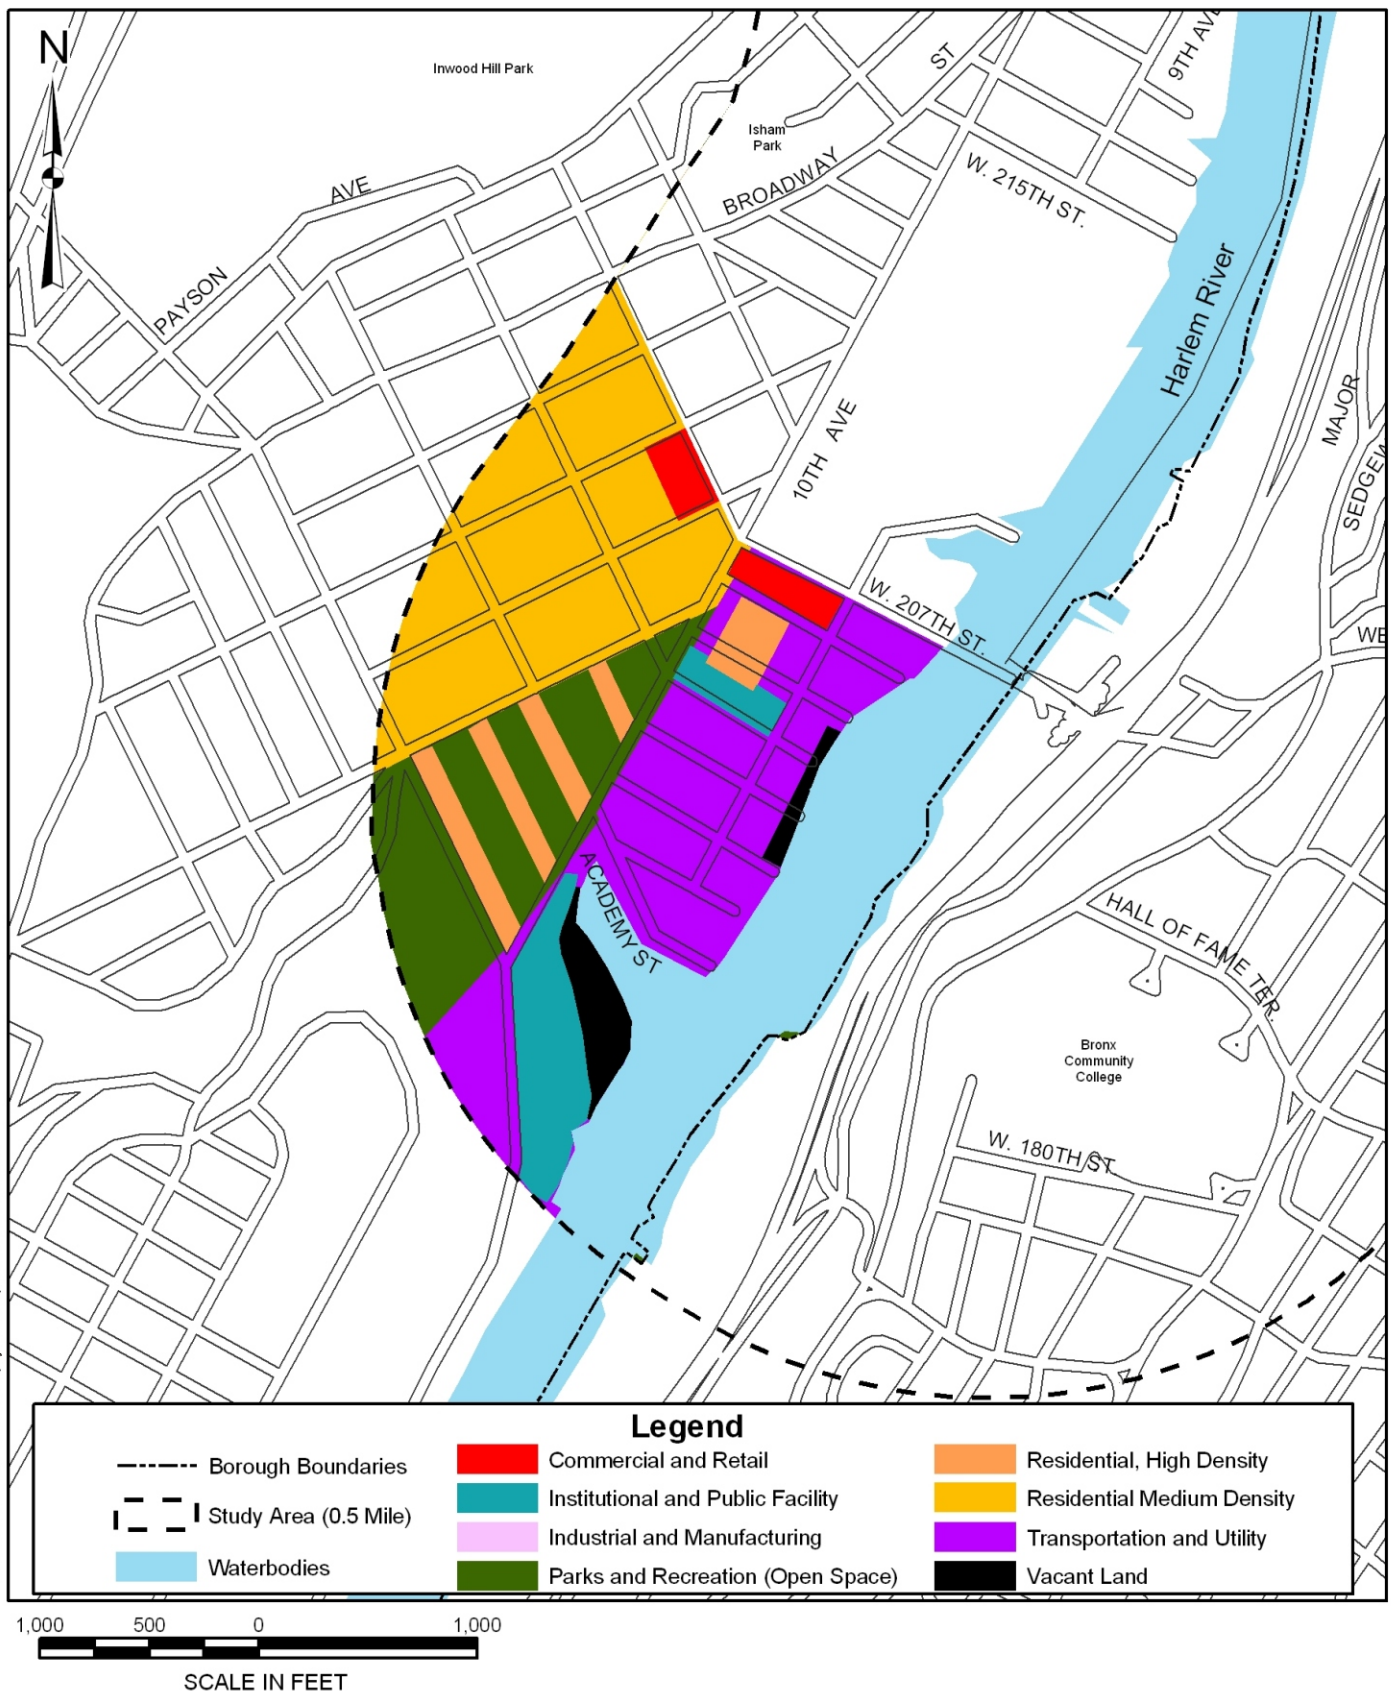 N
Inwood Hill Park
ST
9TH AVE
Isham
Park
BROADWAY
W. 215TH ST.
AVE
PAYSON
Harlem River
10TH AVE
MAJOR
SEDGEW
W. 207TH ST.
WE
ACADEMY ST
HALL OF FAME TER.
Bronx
Community
College
W. 180TH ST
Legend
Borough Boundaries
Study Area (0.5 Mile)
Waterbodies
Commercial and Retail
Institutional and Public Facility
Industrial and Manufacturing
Parks and Recreation (Open Space)
Residential, High Density
Residential Medium Density
Transportation and Utility
Vacant Land
1,000 500 0 1,000
SCALE IN FEET